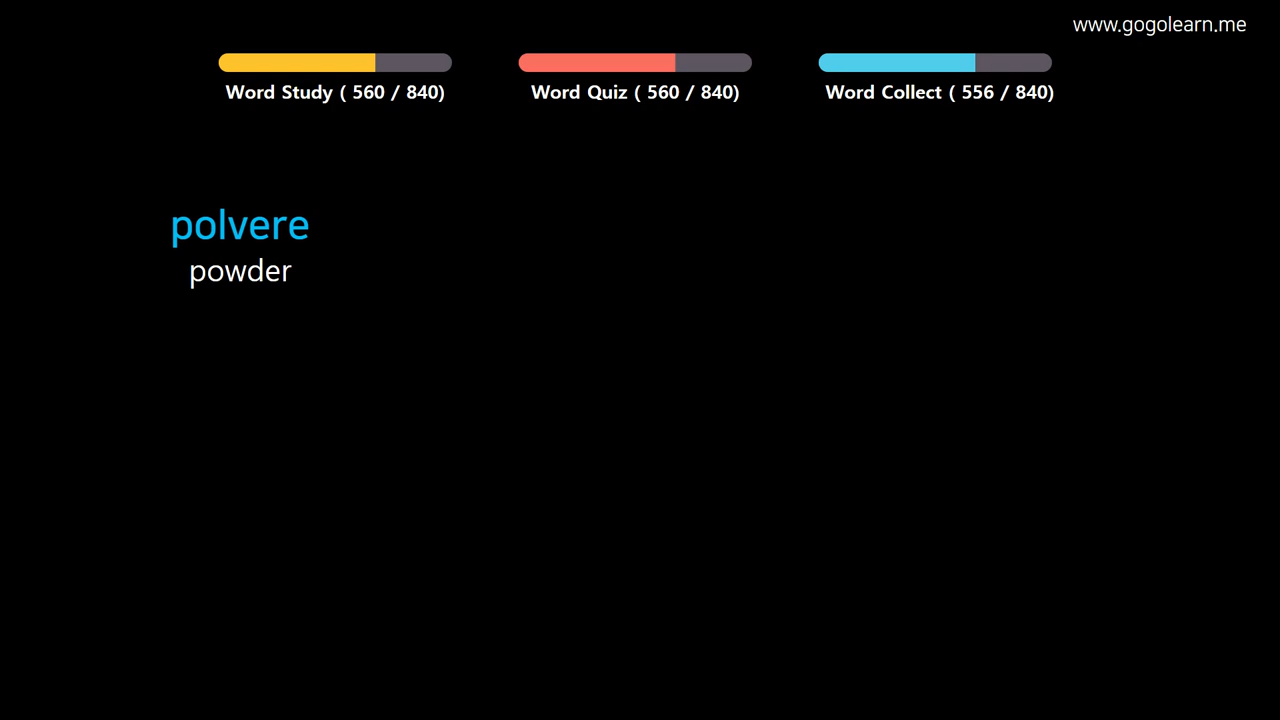 www.gogolearn.me
Word Study ( 560 / 840)
Word Quiz ( 560 / 840)
Word Collect ( 556 / 840)
polvere
powder